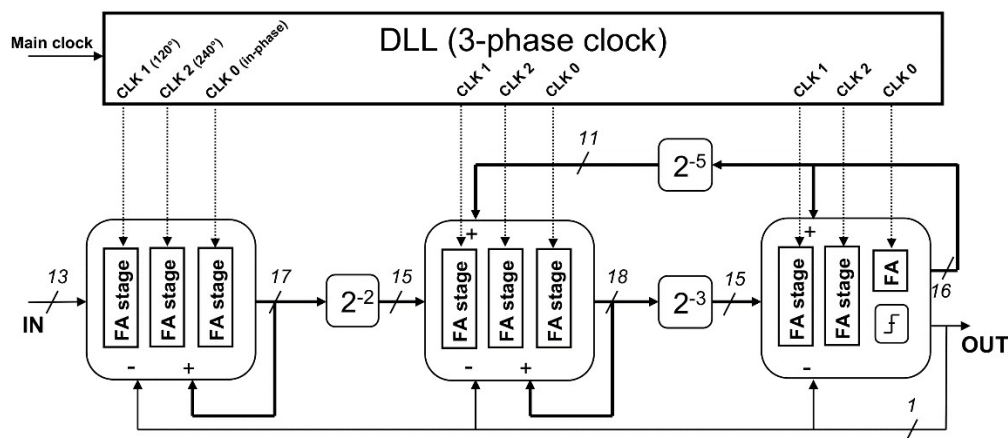 DLL (3-phase clock)
Main clock
CLK 1 (120°)
CLK 2 (240°)
CLK 0 (in-phase)
CLK 1
CLK 2
CLK 0
CLK 1
CLK 2
CLK 0
11
2-5
+
+
13
IN
FA stage
FA stage
FA stage
- +
17
2-2
15
FA stage
FA stage
FA stage
- +
18
2-3
15
FA stage
FA stage
FA
-
16
OUT
1